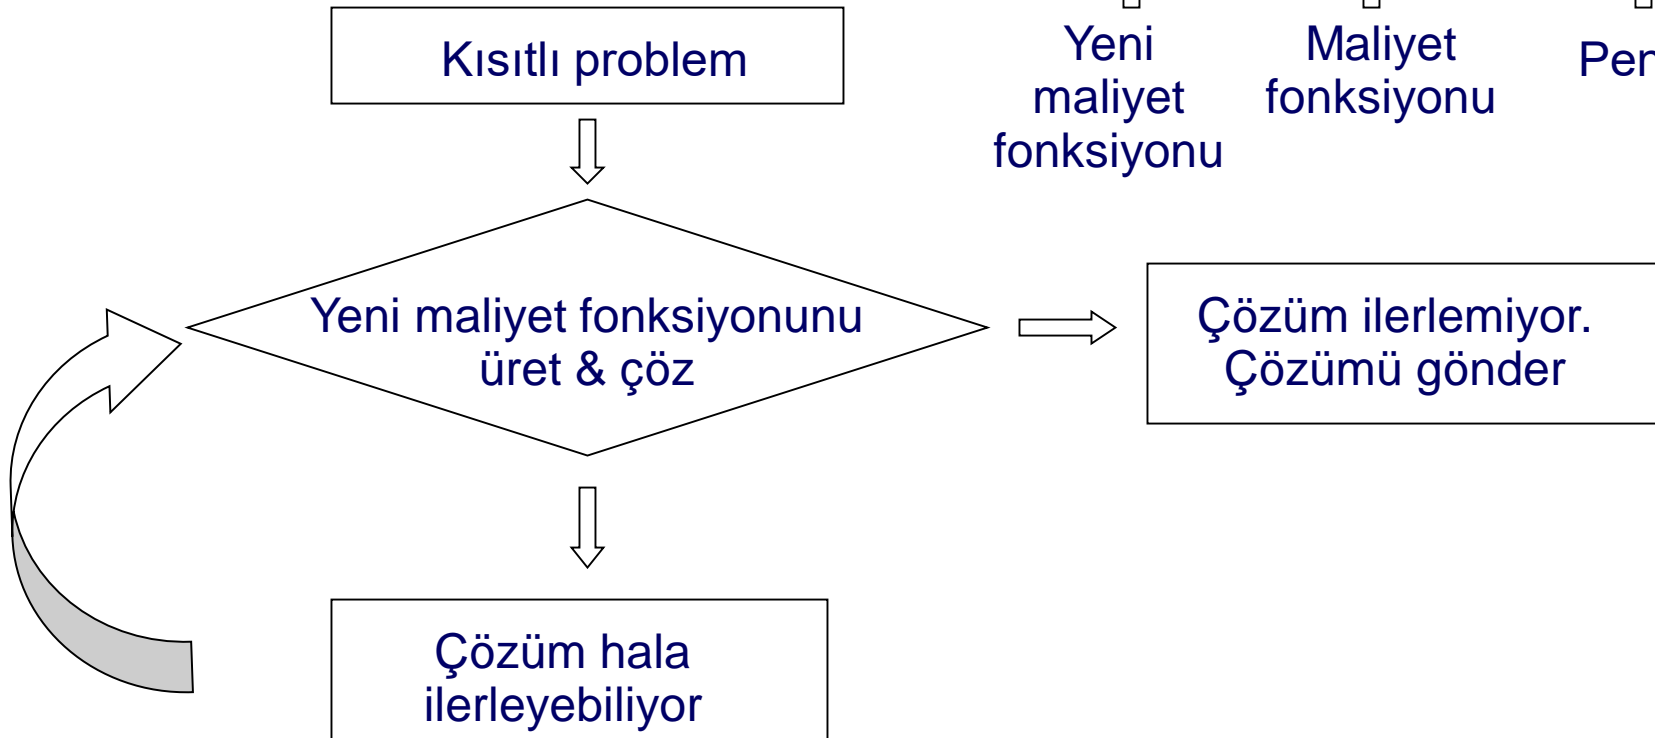 Kısıtlı problem
Yeni
maliyet
fonksiyonu
Maliyet
fonksiyonu
Yeni maliyet fonksiyonunu
üret & çöz
Çözüm ilerlemiyor.
Çözümü gönder
Çözüm hala
ilerleyebiliyor